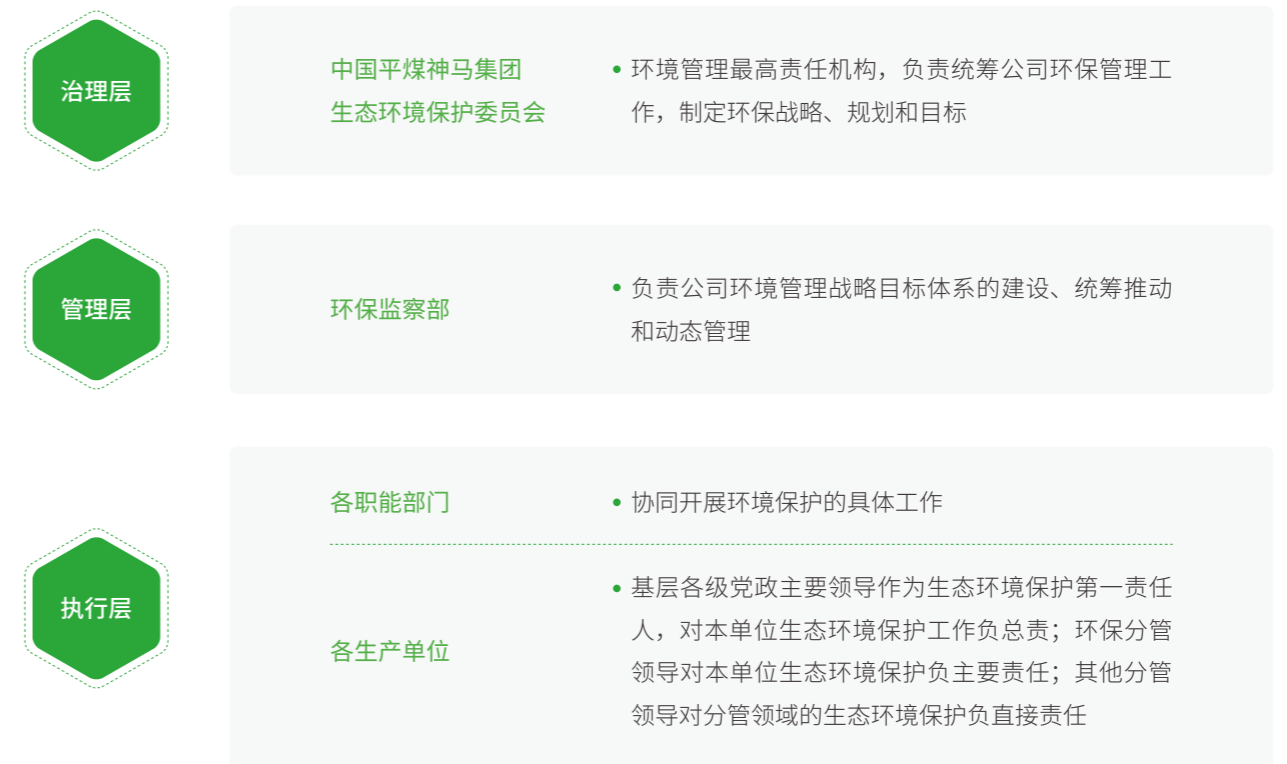 治理层
中国平煤神马集团
生态环境保护委员会
• 环境管理最高责任机构，负责统筹公司环保管理工
作，制定环保战略、规划和目标
管理层
环保监察部
• 负责公司环境管理战略目标体系的建设、统筹推动
和动态管理
执行层
各职能部门
• 协同开展环境保护的具体工作
各生产单位
• 基层各级党政主要领导作为生态环境保护第一责任
人，对本单位生态环境保护工作负总责；环保分管
领导对本单位生态环境保护负主要责任；其他分管
领导对分管领域的生态环境保护负直接责任